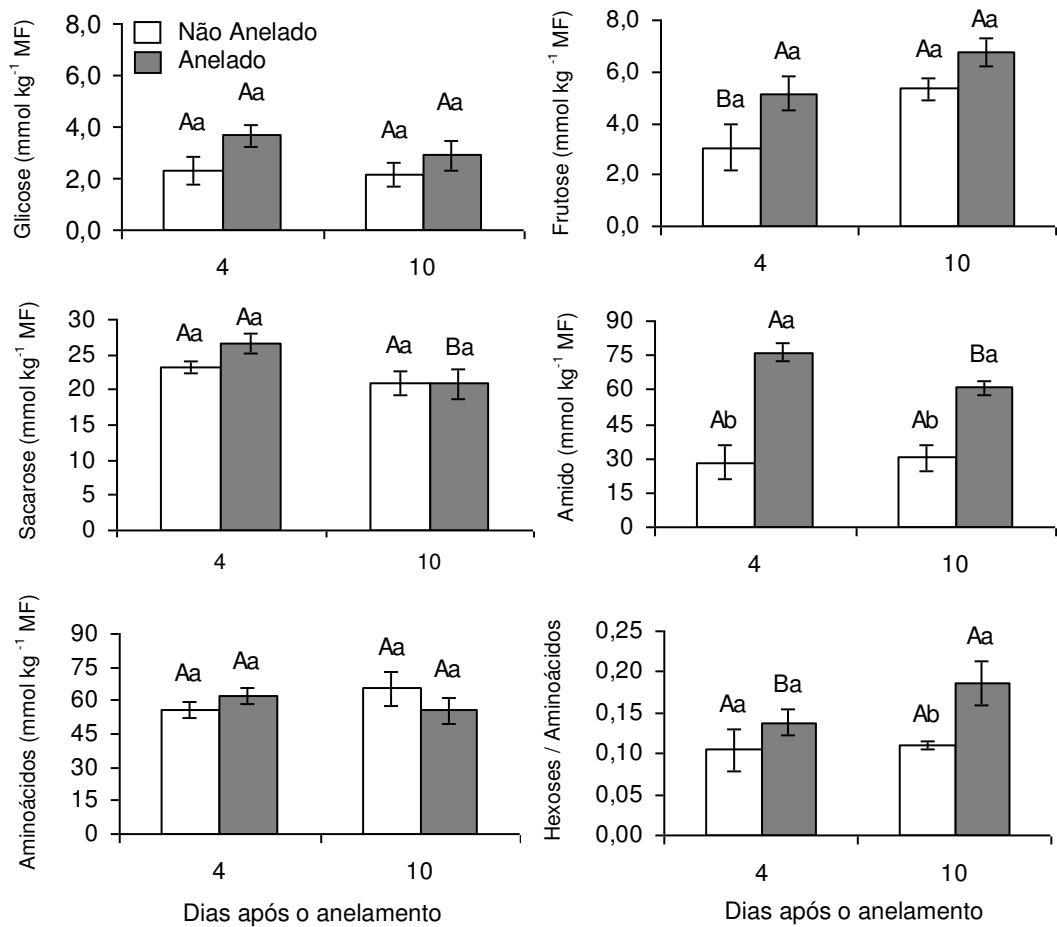 Glicose (mmol kg⁻¹ MF)
8,0
6,0
4,0
2,0
0,0
Não Anelado
Anelado
Aa
Aa
Aa
Aa
4
10
Frutose (mmol kg⁻¹ MF)
8,0
6,0
4,0
2,0
0,0
Ba
Aa
Aa
Aa
4
10
Sacarose (mmol kg⁻¹ MF)
30
25
20
15
10
5
0
Aa
Aa
Aa
Ba
4
10
Amido (mmol kg⁻¹ MF)
90
75
60
45
30
15
0
Ab
Aa
Ab
Ba
4
10
Aminoácidos (mmol kg⁻¹ MF)
90
75
60
45
30
15
0
Aa
Aa
Aa
Aa
4
10
Dias após o anelamento
Hexoses / Aminoácidos
0,25
0,20
0,15
0,10
0,05
0,00
Aa
Ba
Ab
Aa
4
10
Dias após o anelamento